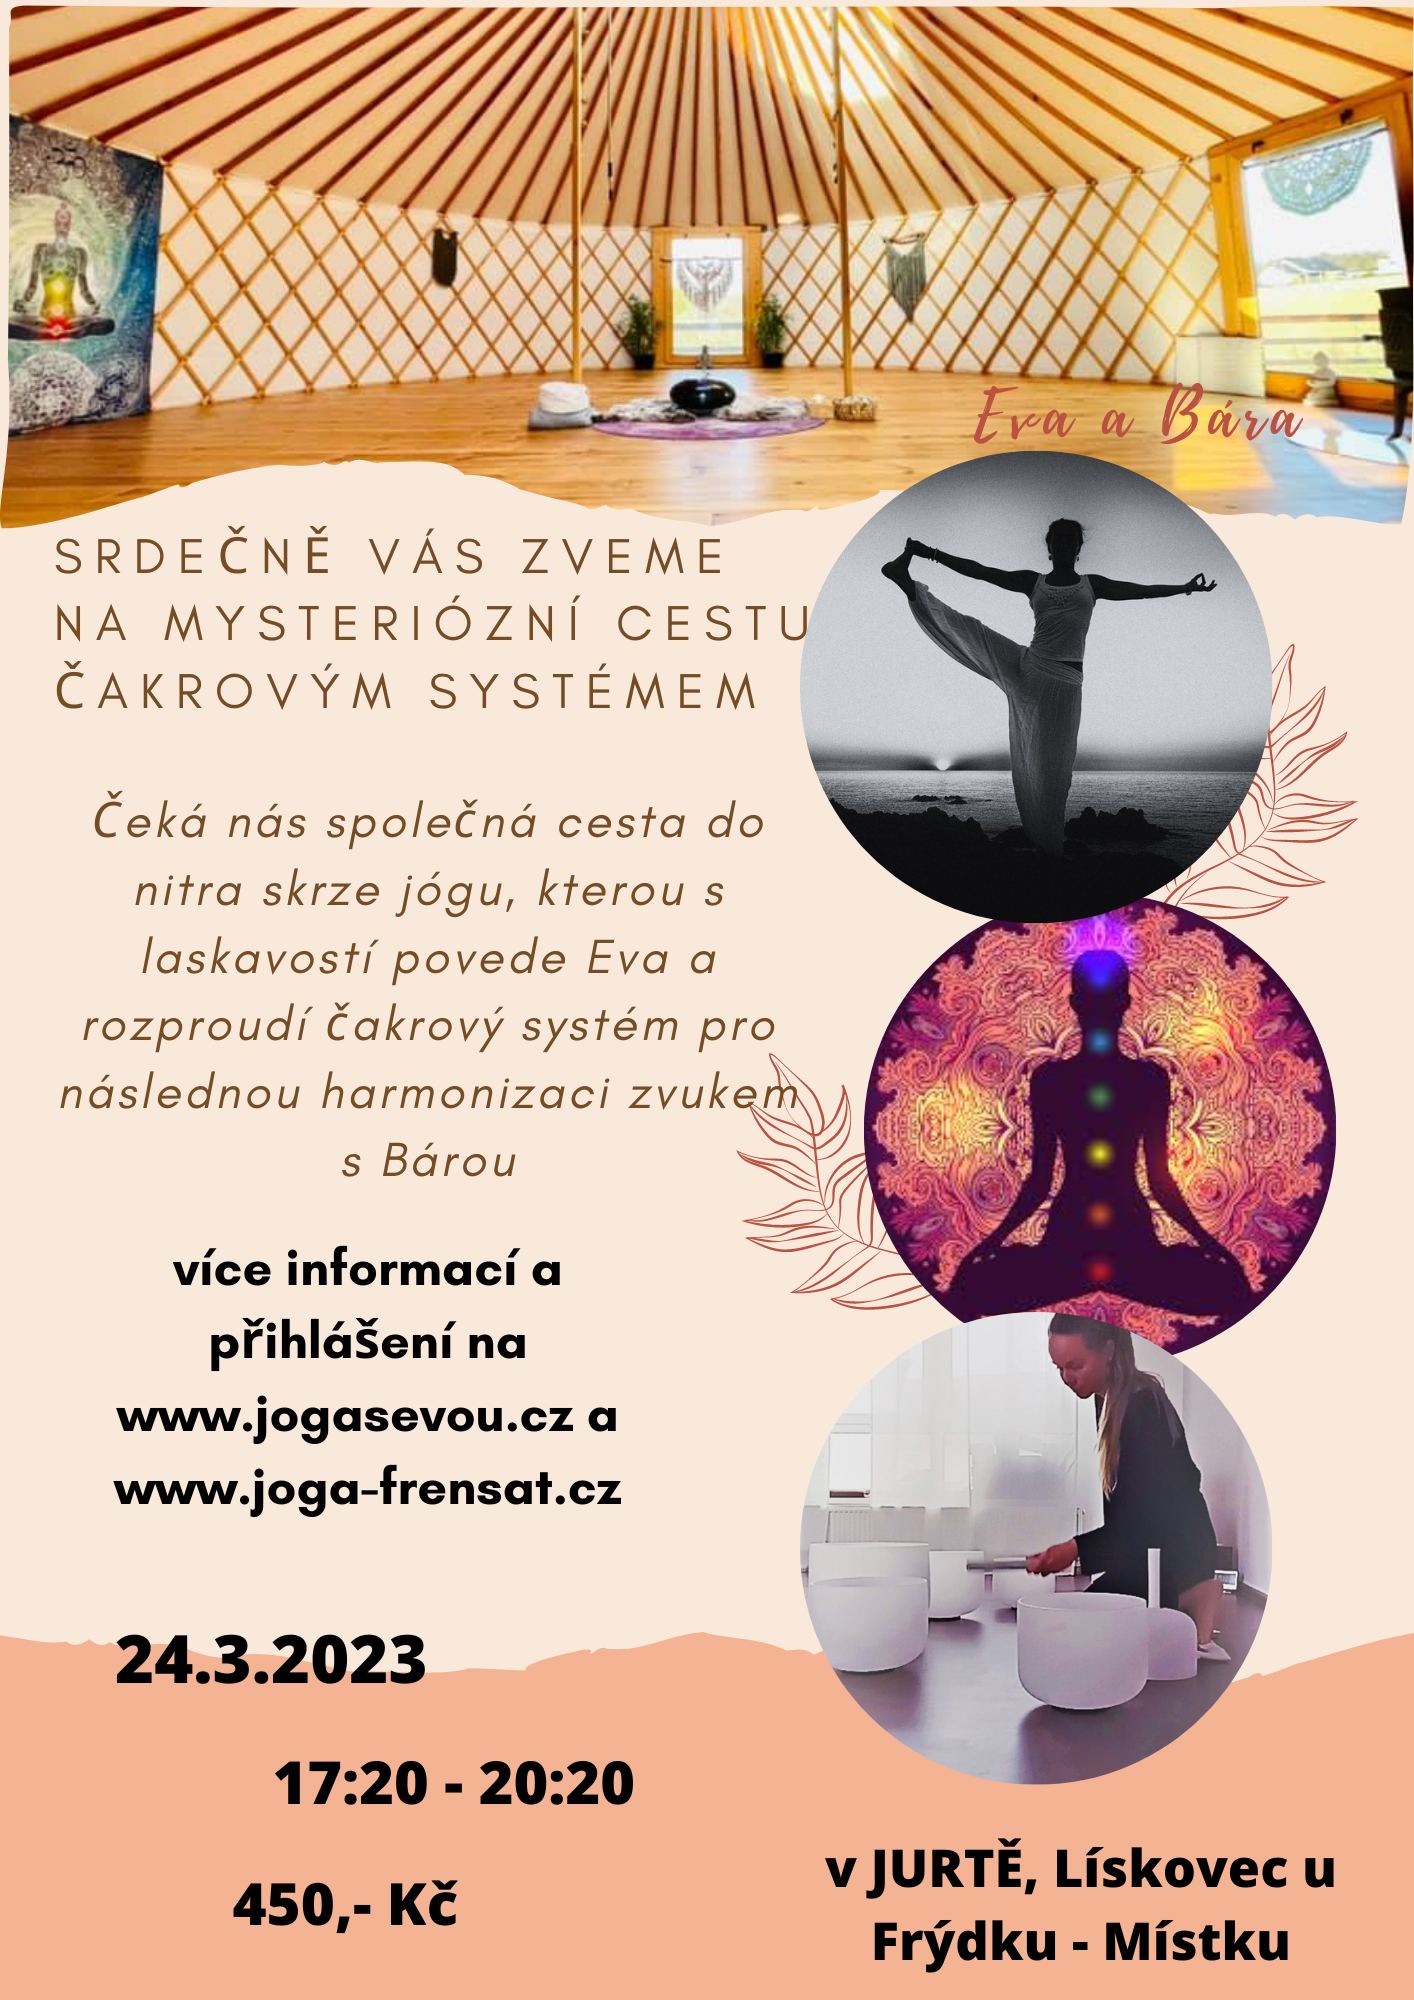 Eva a Bára
SRDEČNĚ VÁS ZVEME
NA MYSTERIÓZNÍ CESTU
ČAKROVÝM SYSTÉMEM
Čeká nás společná cesta do
nitra skrze jógu, kterou s
laskavostí povede Eva a
rozproudí čakrový systém pro
následnou harmonizaci zvukem
s Bárou
více informací a
přihlášení na
www.jogasevou.cz a
www.joga-frensat.cz
24.3.2023
17:20 - 20:20
450,- Kč
v JURTĚ, Lískovec u
Frýdku - Místku